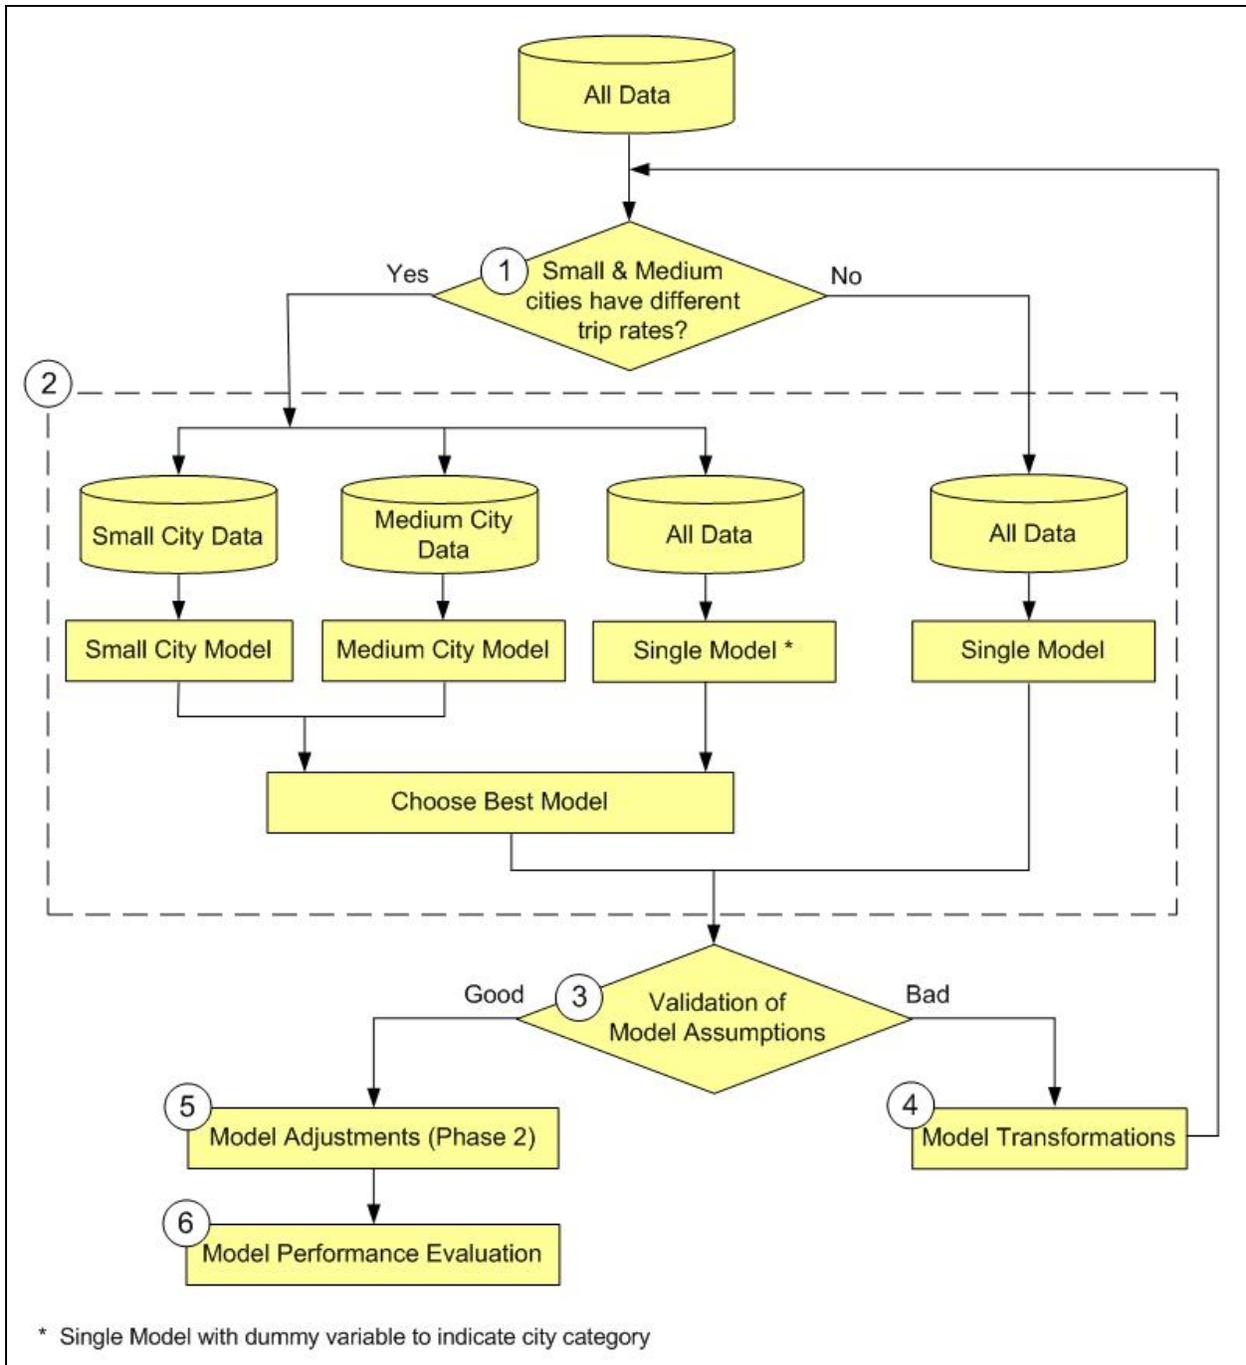 All Data
1
Small & Medium
cities have different
trip rates?
Yes
No
2
Small City Data
Medium City
Data
All Data
All Data
Small City Model
Medium City Model
Single Model *
Single Model
Choose Best Model
3
Validation of
Model Assumptions
Good
Bad
5
Model Adjustments (Phase 2)
4
Model Transformations
6
Model Performance Evaluation
* Single Model with dummy variable to indicate city category